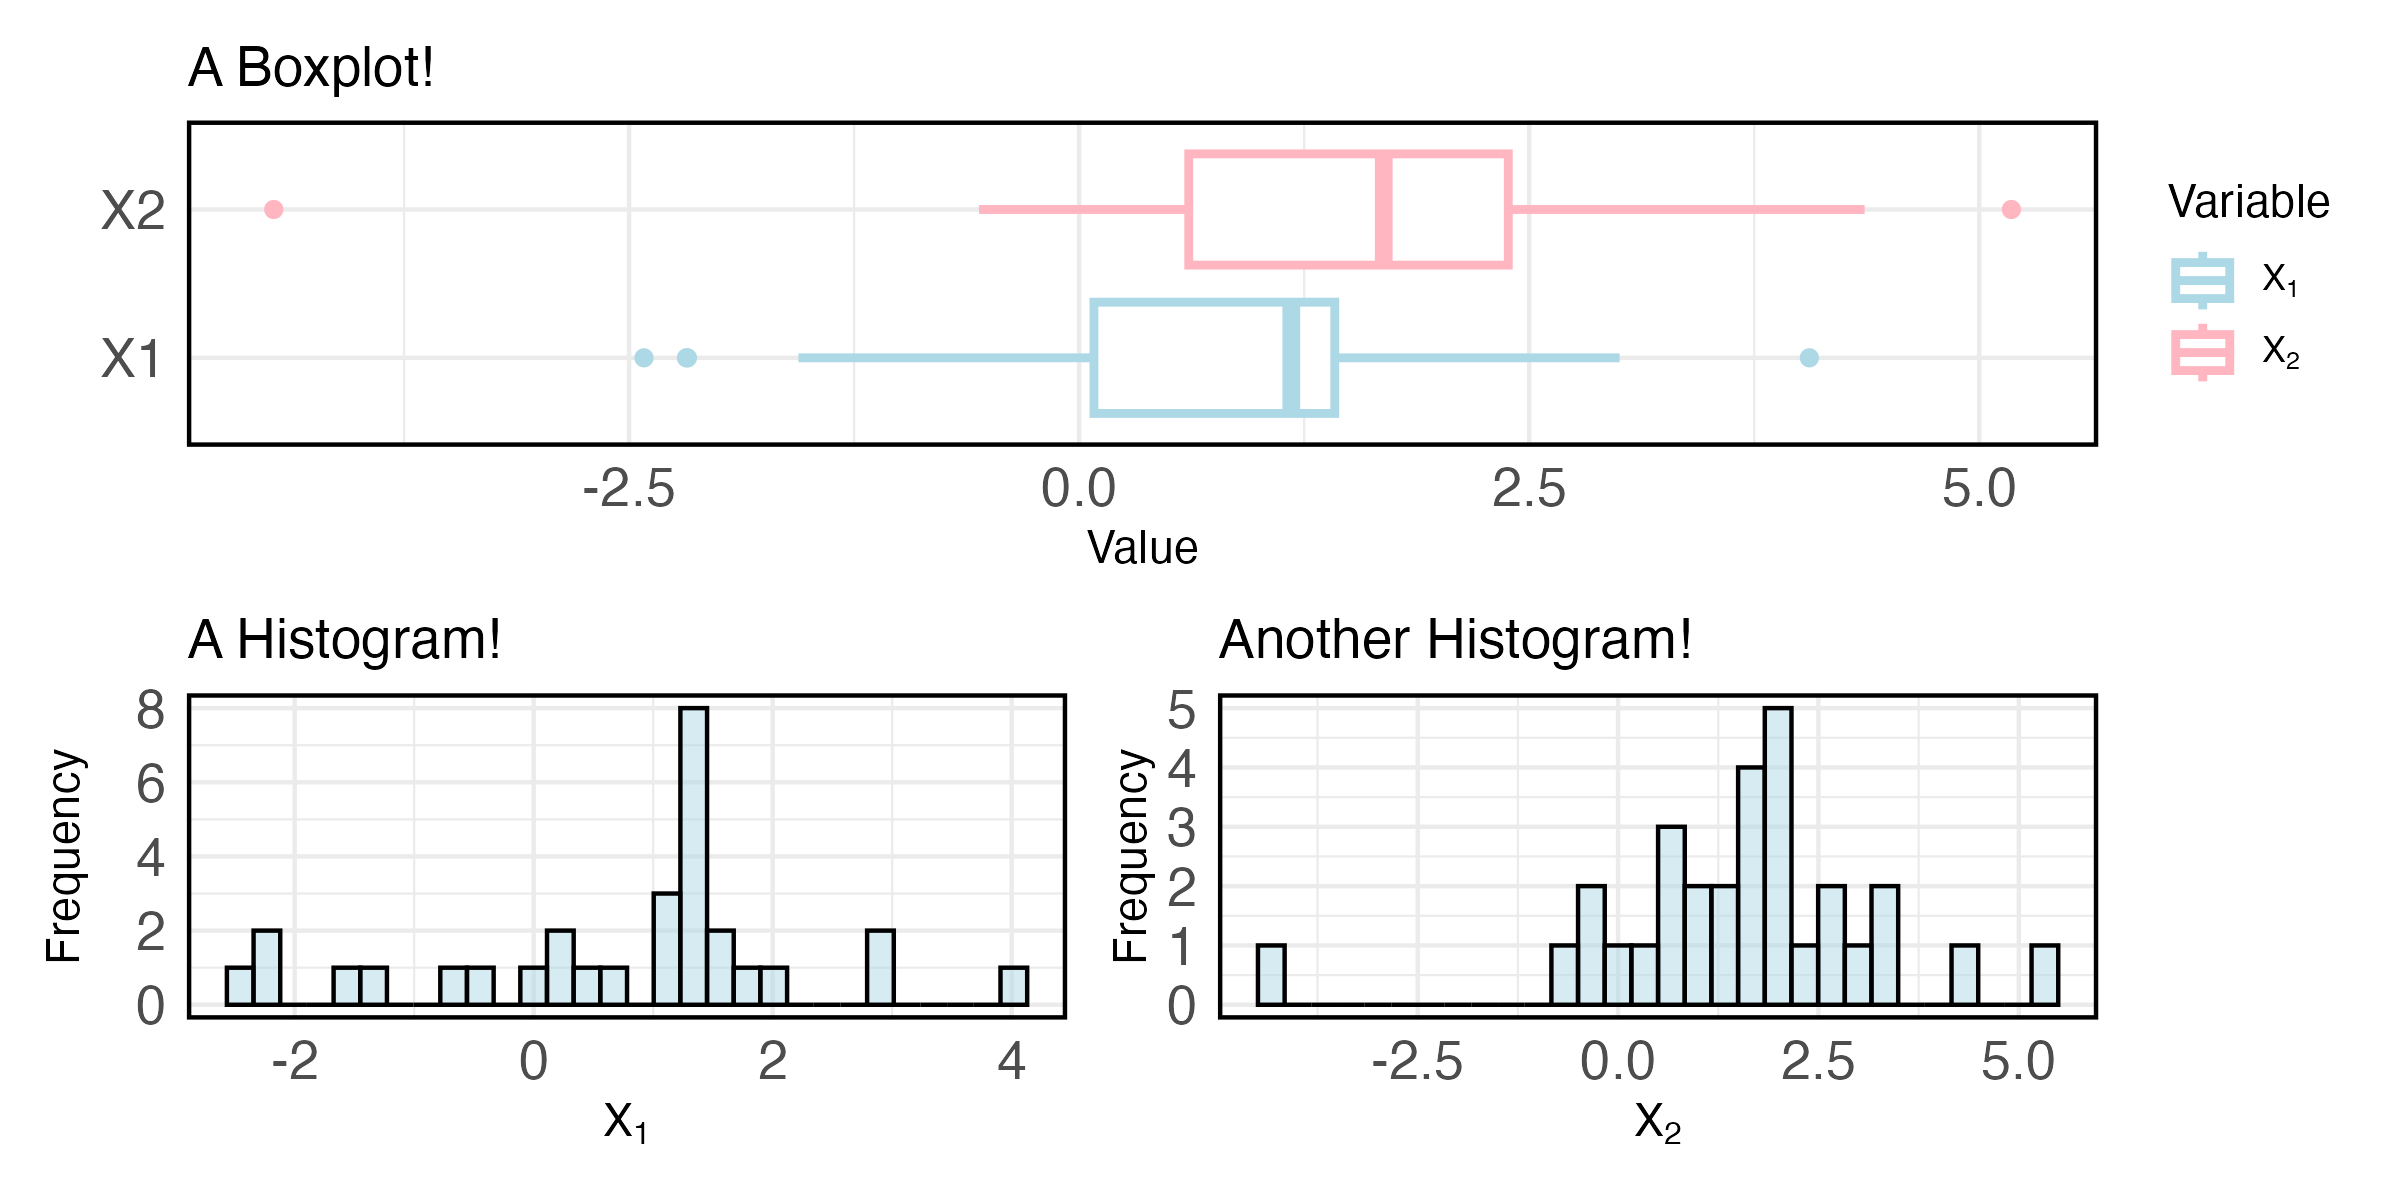 A Boxplot!
X2
X1
-2.5 0.0 2.5 5.0
Value
Variable
X₁
X₂
A Histogram!
Frequency
8
6
4
2
0
-2 0 2 4
X₁
Another Histogram!
Frequency
5
4
3
2
1
0
-2.5 0.0 2.5 5.0
X₂